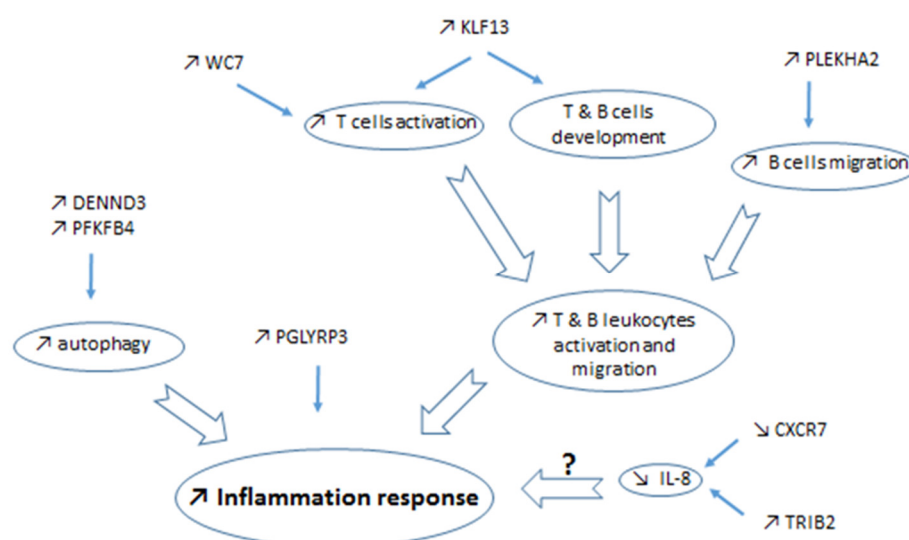 ↗ KLF13
↗ WC7
↗ PLEKHA2
↗ T cells activation
T & B cells
development
↗ B cells migration
↗ DENND3
↗ PFKFB4
↗ autophagy
↗ PGLYRP3
↗ T & B leukocytes
activation and
migration
↘ CXCR7
?
↘ IL-8
↗ Inflammation response
↗ TRIB2